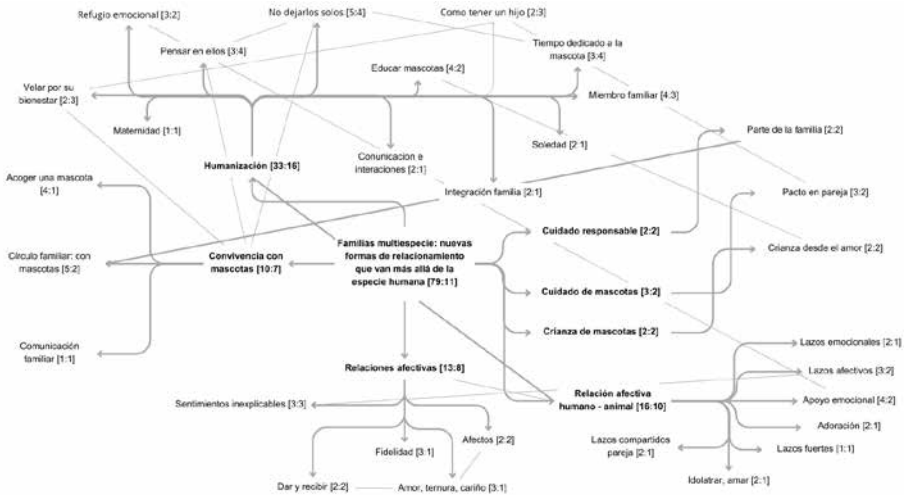 Refugio emocional [3:2]
No dejarlos solos [5:4]
Como tener un hijo [2:3]
Pensar en ellos [3:4]
Tiempo dedicado a la
mascota [3:4]
Educar mascotas [4:2]
Velar por su
bienestar [2:3]
Miembro familiar [4:3]
Maternidad [1:1]
Soledad [2:1]
Parte de la familia [2:2]
Humanización [33:16]
Conunicacion e
interaciones [2:1]
Acoger una mascota
[4:1]
Integración familia [2:1]
Pacto en pareja [3:2]
Cuidado responsable [2:2]
Familias multiespecie: nuevas
formas de relacionamiento
que van más allá de la
especie humana [79:11]
Crianza desde el amor [2:2]
Círculo familiar: con
mascotas [5:2]
Convivencia con
mascotas [10:7]
Cuidado de mascotas [3:2]
Crianza de mascotas [2:2]
Comunicación
familiar [1:1]
Lazos emocionales [2:1]
Relaciones afectivas [13:8]
Lazos afectivos [3:2]
Relación afectiva
humano - animal [16:10]
Apoyo emocional [4:2]
Sentimientos inexplicables [3:3]
Adoración [2:1]
Afectos [2:2]
Lazos compartidos
pareja [2:1]
Lazos fuertes [1:1]
Fidelidad [3:1]
Idolatrar, amar [2:1]
Dar y recibir [2:2]
Amor, ternura, cariño [3:1]